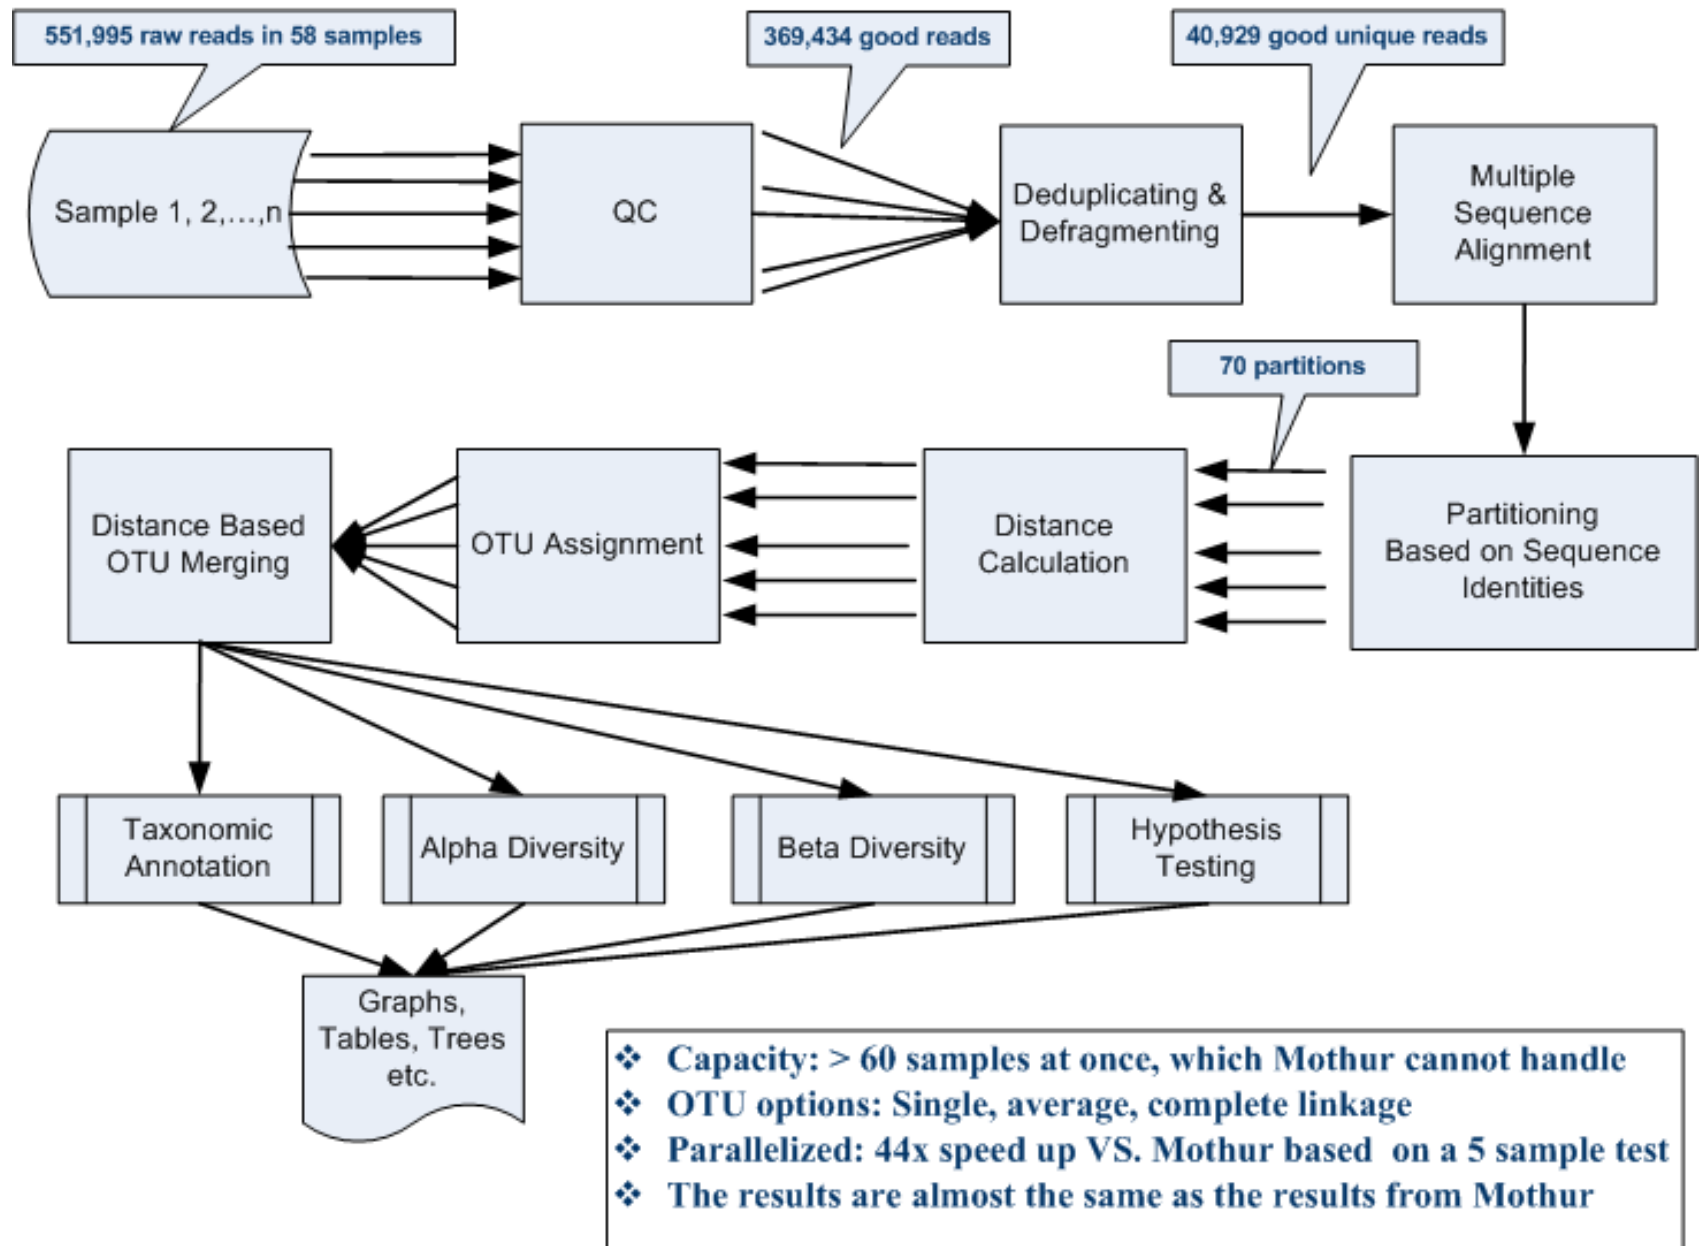 551,995 raw reads in 58 samples
369,434 good reads
40,929 good unique reads
Sample 1, 2,...,n
QC
Deduplicating &
Defragmenting
Multiple
Sequence
Alignment
70 partitions
Distance Based
OTU Merging
OTU Assignment
Distance
Calculation
Partitioning
Based on Sequence
Identities
Taxonomic
Annotation
Alpha Diversity
Beta Diversity
Hypothesis
Testing
Graphs,
Tables, Trees
etc.
❖ Capacity: > 60 samples at once, which Mothur cannot handle
❖ OTU options: Single, average, complete linkage
❖ Parallelized: 44x speed up VS. Mothur based on a 5 sample test
❖ The results are almost the same as the results from Mothur